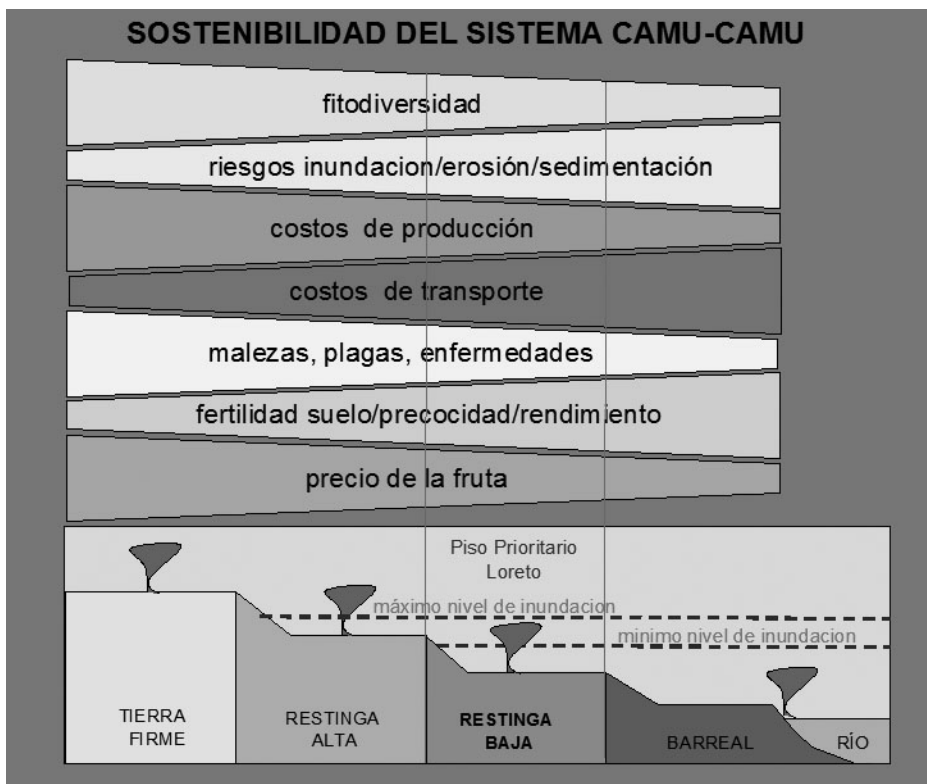 SOSTENIBILIDAD DEL SISTEMA CAMU-CAMU
fitodiversidad
riesgos inundacion/erosión/sedimentación
costos de producción
costos de transporte
malezas, plagas, enfermedades
fertilidad suelo/precocidad/rendimiento
precio de la fruta
Piso Prioritario
Loreto
máximo nivel de inundacion
minimo nivel de inundacion
TIERRA
FIRME
RESTINGA
ALTA
RESTINGA
BAJA
BARREAL
RÍO